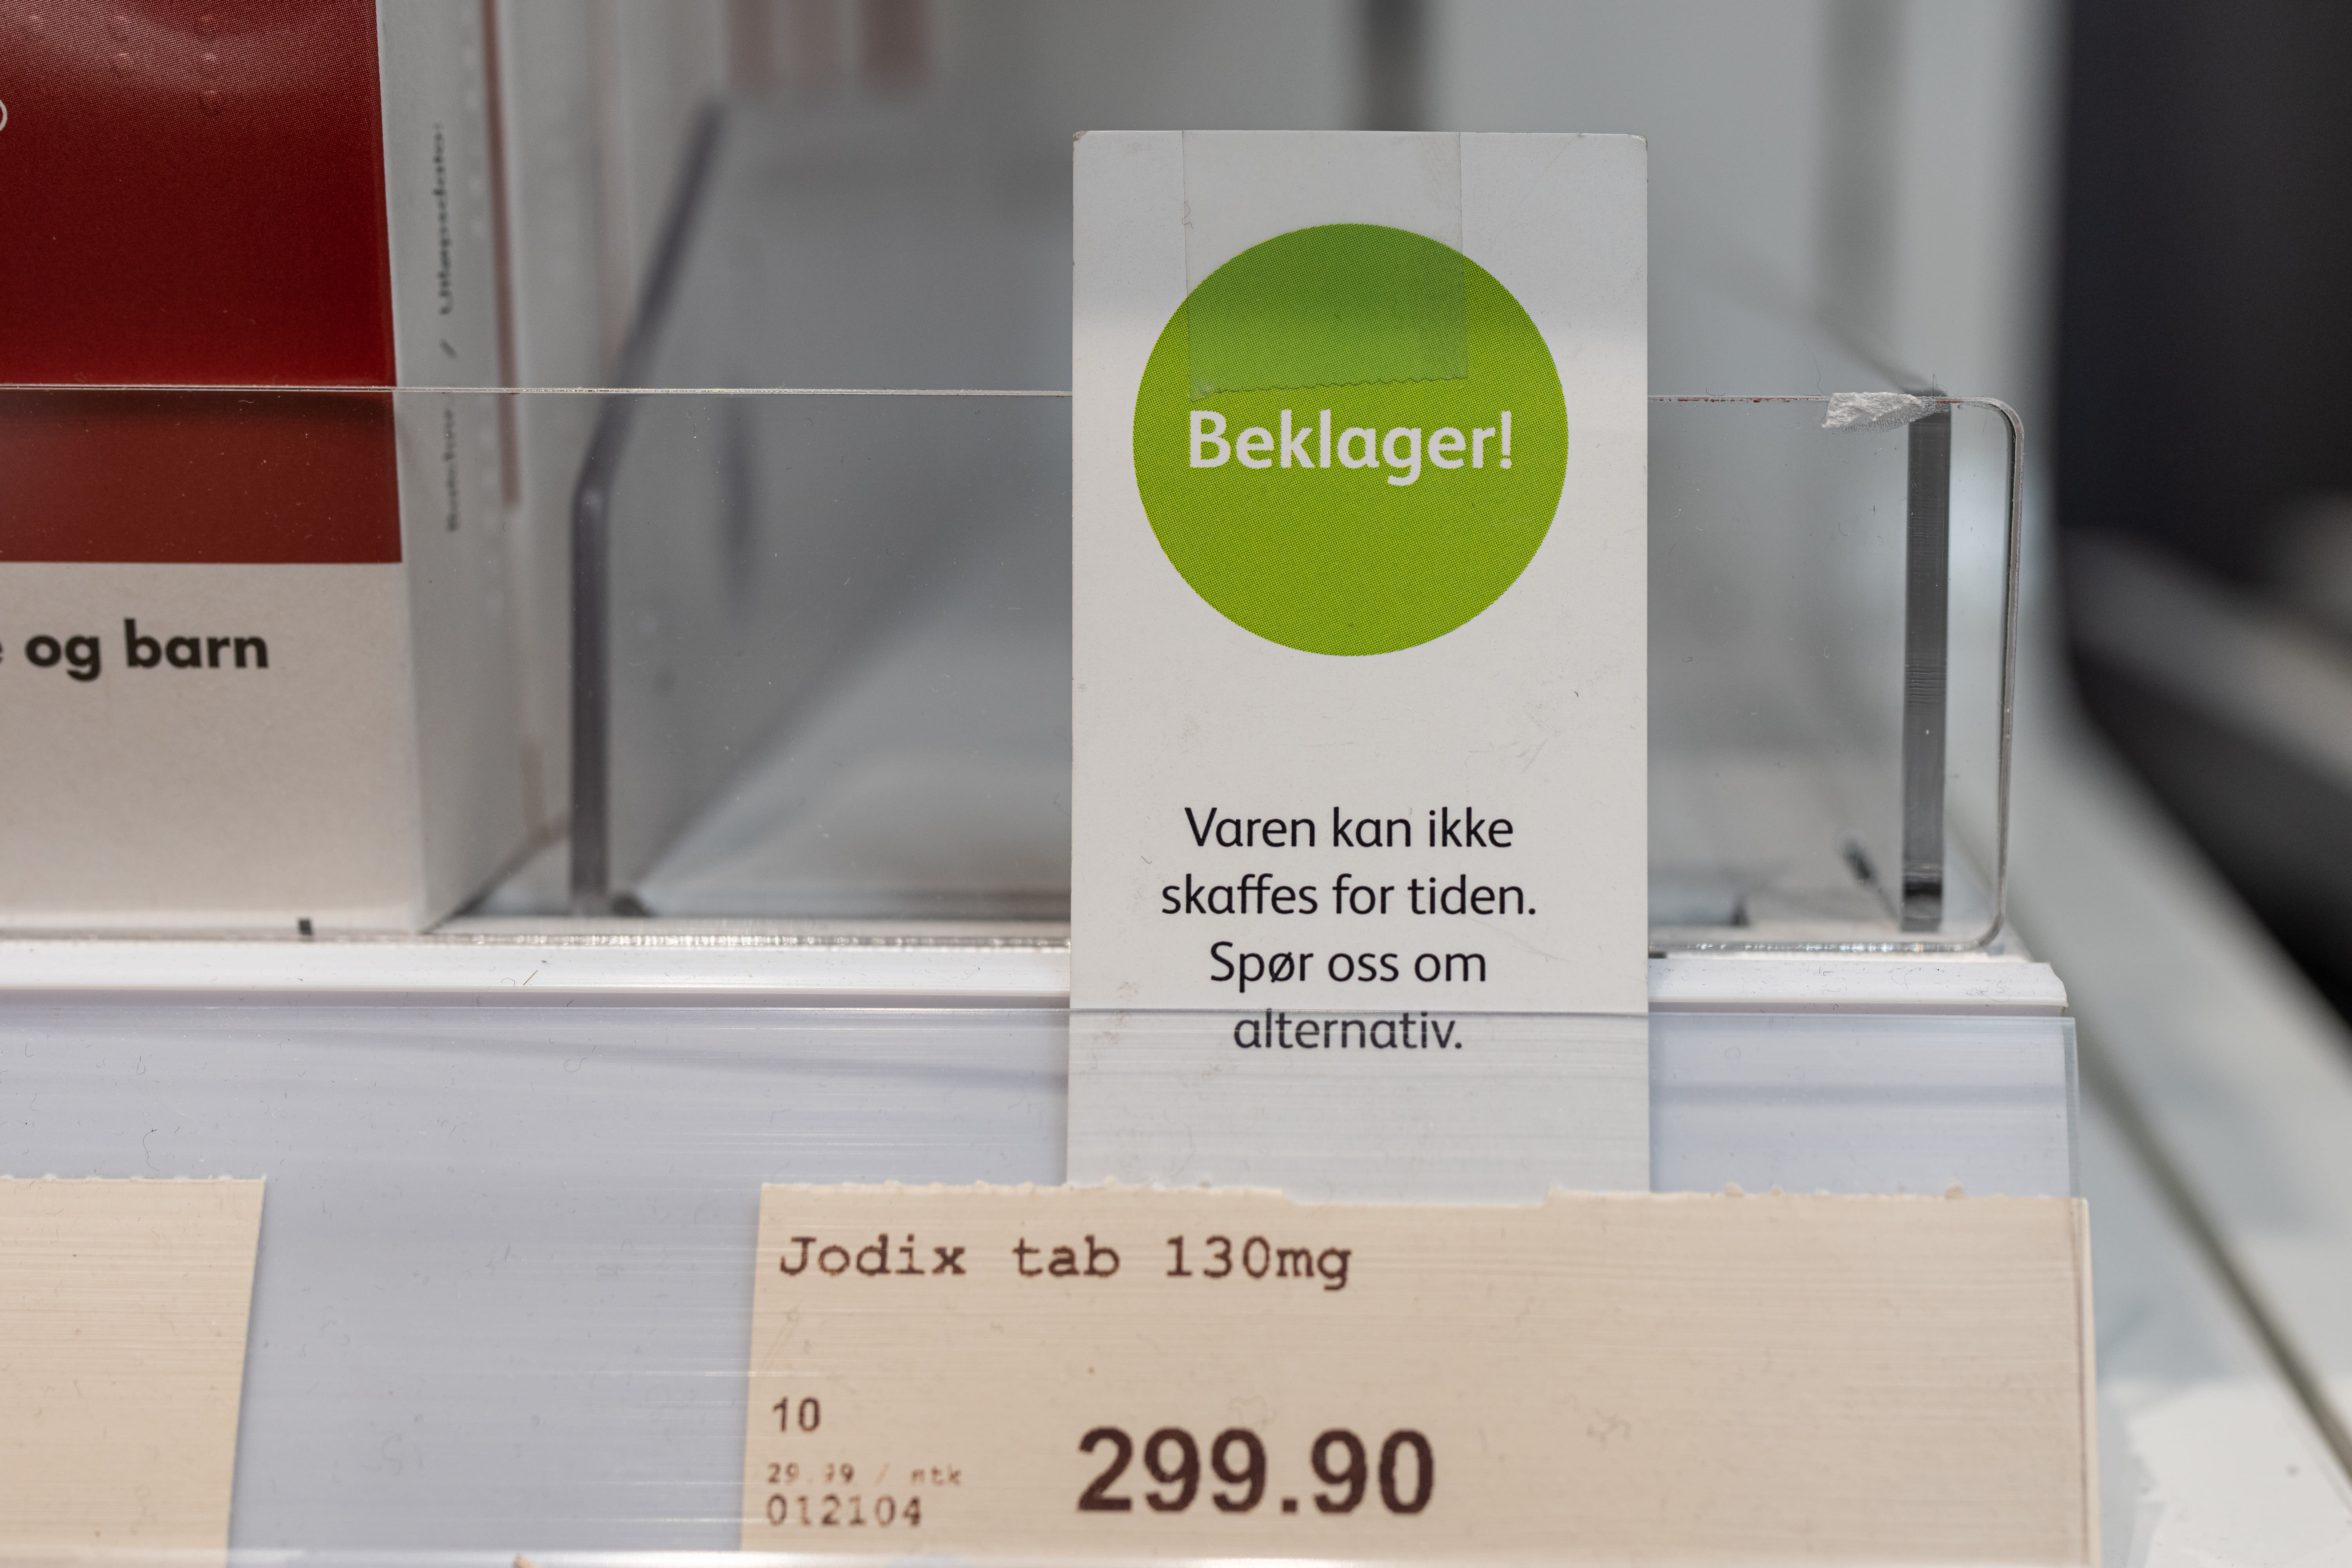 og barn
Beklager!
Varen kan ikke
skaffes for tiden.
Spør oss om
alternativ.
Jodix tab 130mg
10
29.99 / stk
012104
299.90